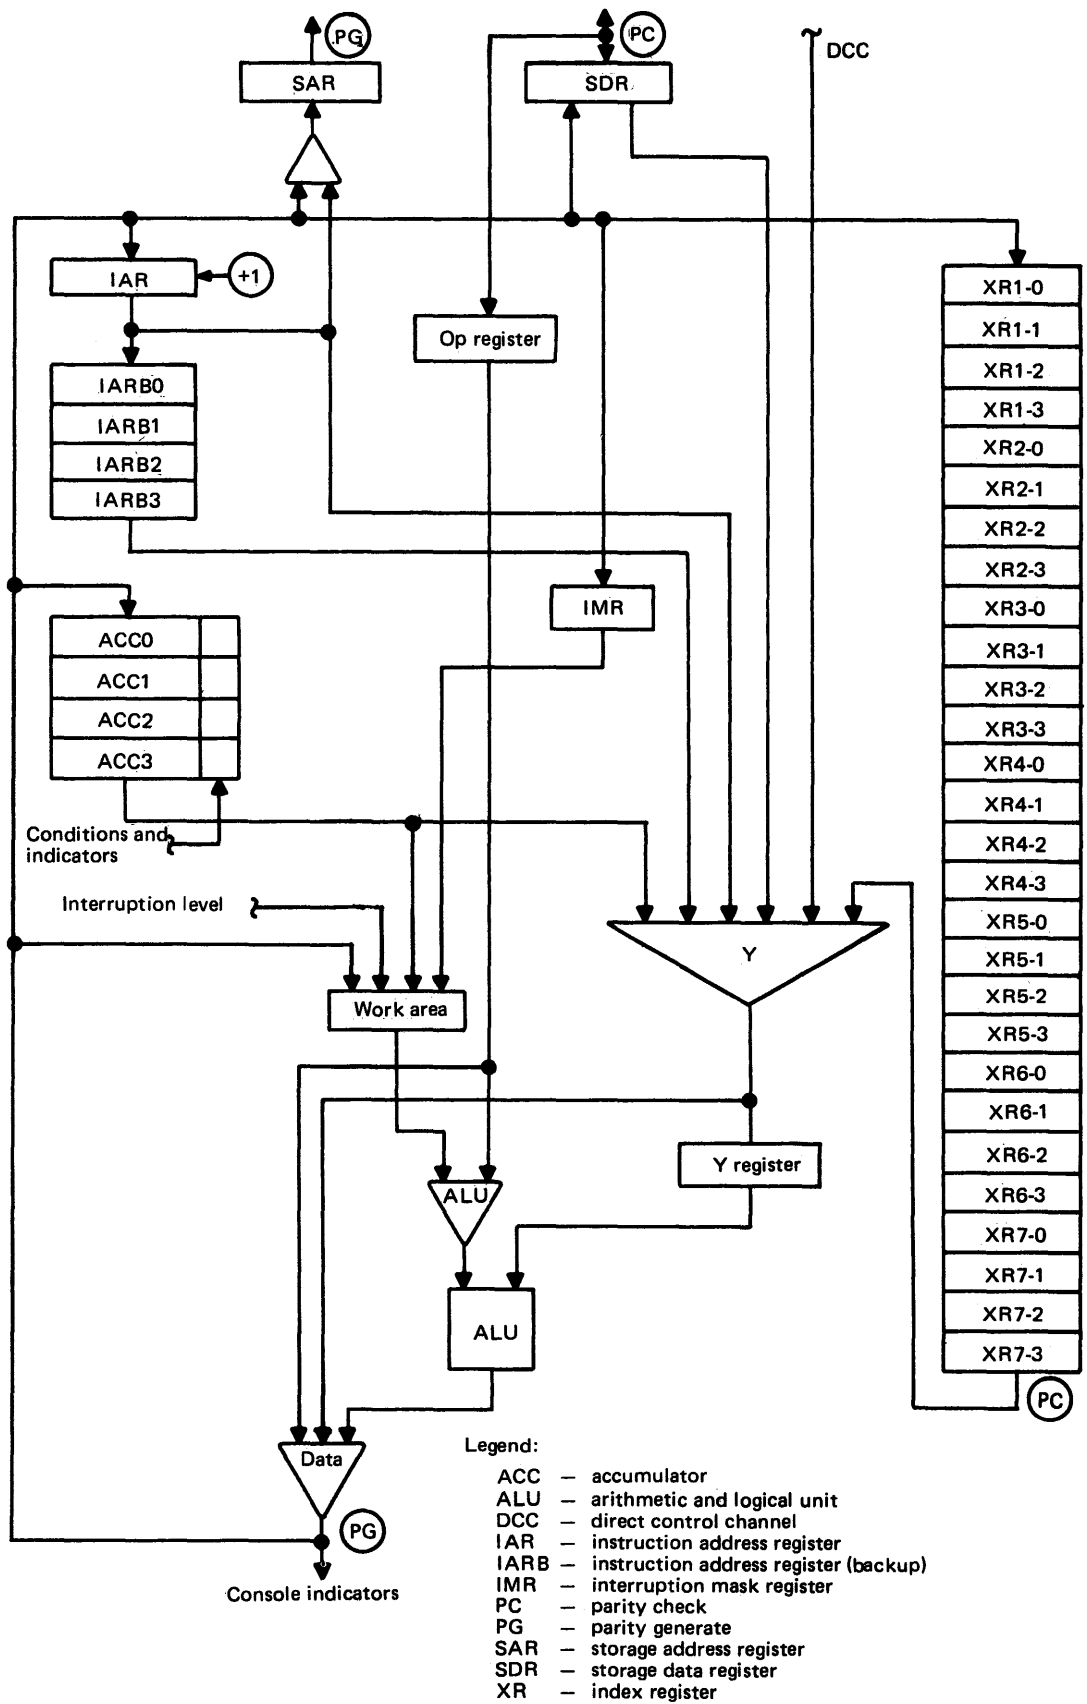 PG
PC
DCC
SAR
SDR
IAR
+1
Op register
IARB0
IARB1
IARB2
IARB3
IMR
ACC0
ACC1
ACC2
ACC3
Conditions and
indicators
Interruption level
Work area
Y
Y register
ALU
ALU
Data
PG
Console indicators
XR1-0
XR1-1
XR1-2
XR1-3
XR2-0
XR2-1
XR2-2
XR2-3
XR3-0
XR3-1
XR3-2
XR3-3
XR4-0
XR4-1
XR4-2
XR4-3
XR5-0
XR5-1
XR5-2
XR5-3
XR6-0
XR6-1
XR6-2
XR6-3
XR7-0
XR7-1
XR7-2
XR7-3
PC
Legend:
ACC – accumulator
ALU – arithmetic and logical unit
DCC – direct control channel
IAR – instruction address register
IARB – instruction address register (backup)
IMR – interruption mask register
PC – parity check
PG – parity generate
SAR – storage address register
SDR – storage data register
XR – index register